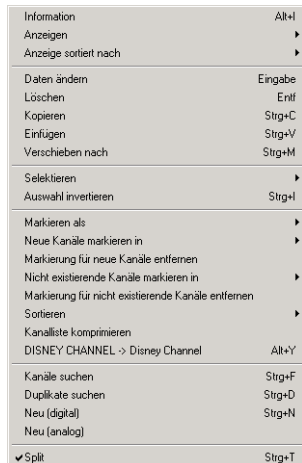 Information Alt+I
Anzeigen
Anzeige sortiert nach
Daten ändern Eingabe
Löschen Entf
Kopieren Strg+C
Einfügen Strg+V
Verschieben nach Strg+M
Selektieren
Auswahl invertieren Strg+I
Markieren als
Neue Kanäle markieren in
Markierung für neue Kanäle entfernen
Nicht existierende Kanäle markieren in
Markierung für nicht existierende Kanäle entfernen
Sortieren
Kanalliste komprimieren
DISNEY CHANNEL -> Disney Channel Alt+Y
Kanäle suchen Strg+F
Duplikate suchen Strg+D
Neu (digital) Strg+N
Neu (analog)
Split Strg+T